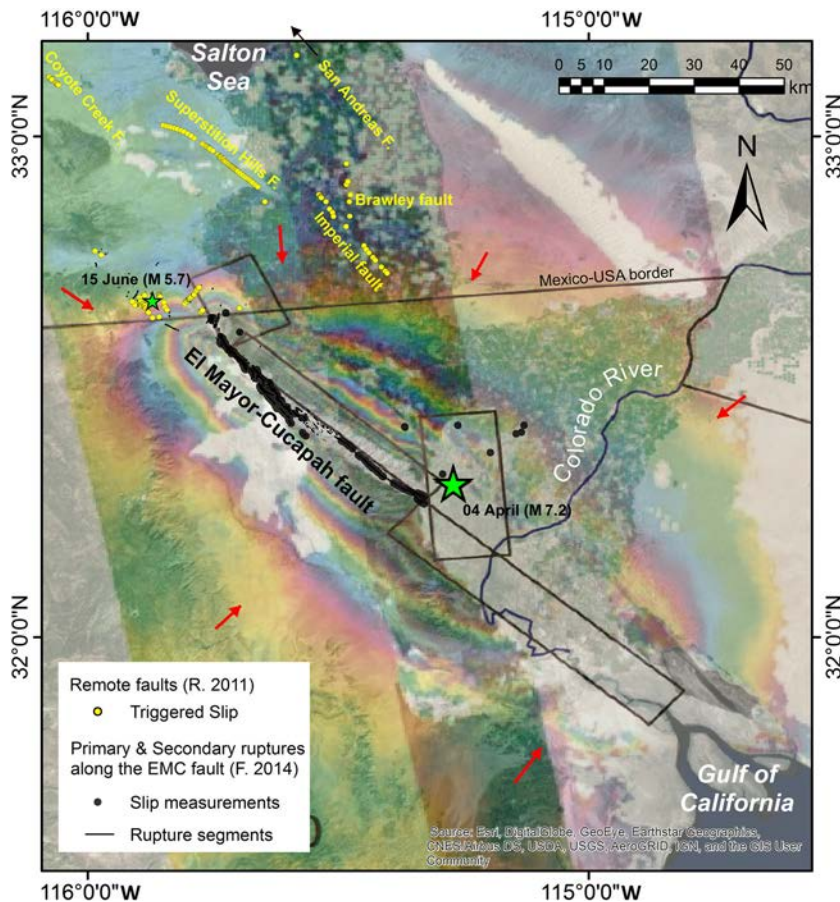 116°0'0"W
115°0'0"W
Salton
Sea
0 5 10 20 30 40 50
km
Coyote Creek F.
Superstition Hills F.
San Andreas F.
33°0'0"N
33°0'0"N
N
Brawley fault
Imperial fault
15 June (M 5.7)
Mexico-USA border
El Mayor-Cucapah fault
Colorado River
04 April (M 7.2)
32°0'0"N
32°0'0"N
Remote faults (R. 2011)
Triggered Slip
Primary & Secondary ruptures
along the EMC fault (F. 2014)
Slip measurements
Rupture segments
Gulf of
California
Source: Esri, DigitalGlobe, GeoEye, Earthstar Geographics,
CNES/Airbus DS, USDA, USGS, AeroGRID, IGN, and the GIS User
Community
116°0'0"W
115°0'0"W